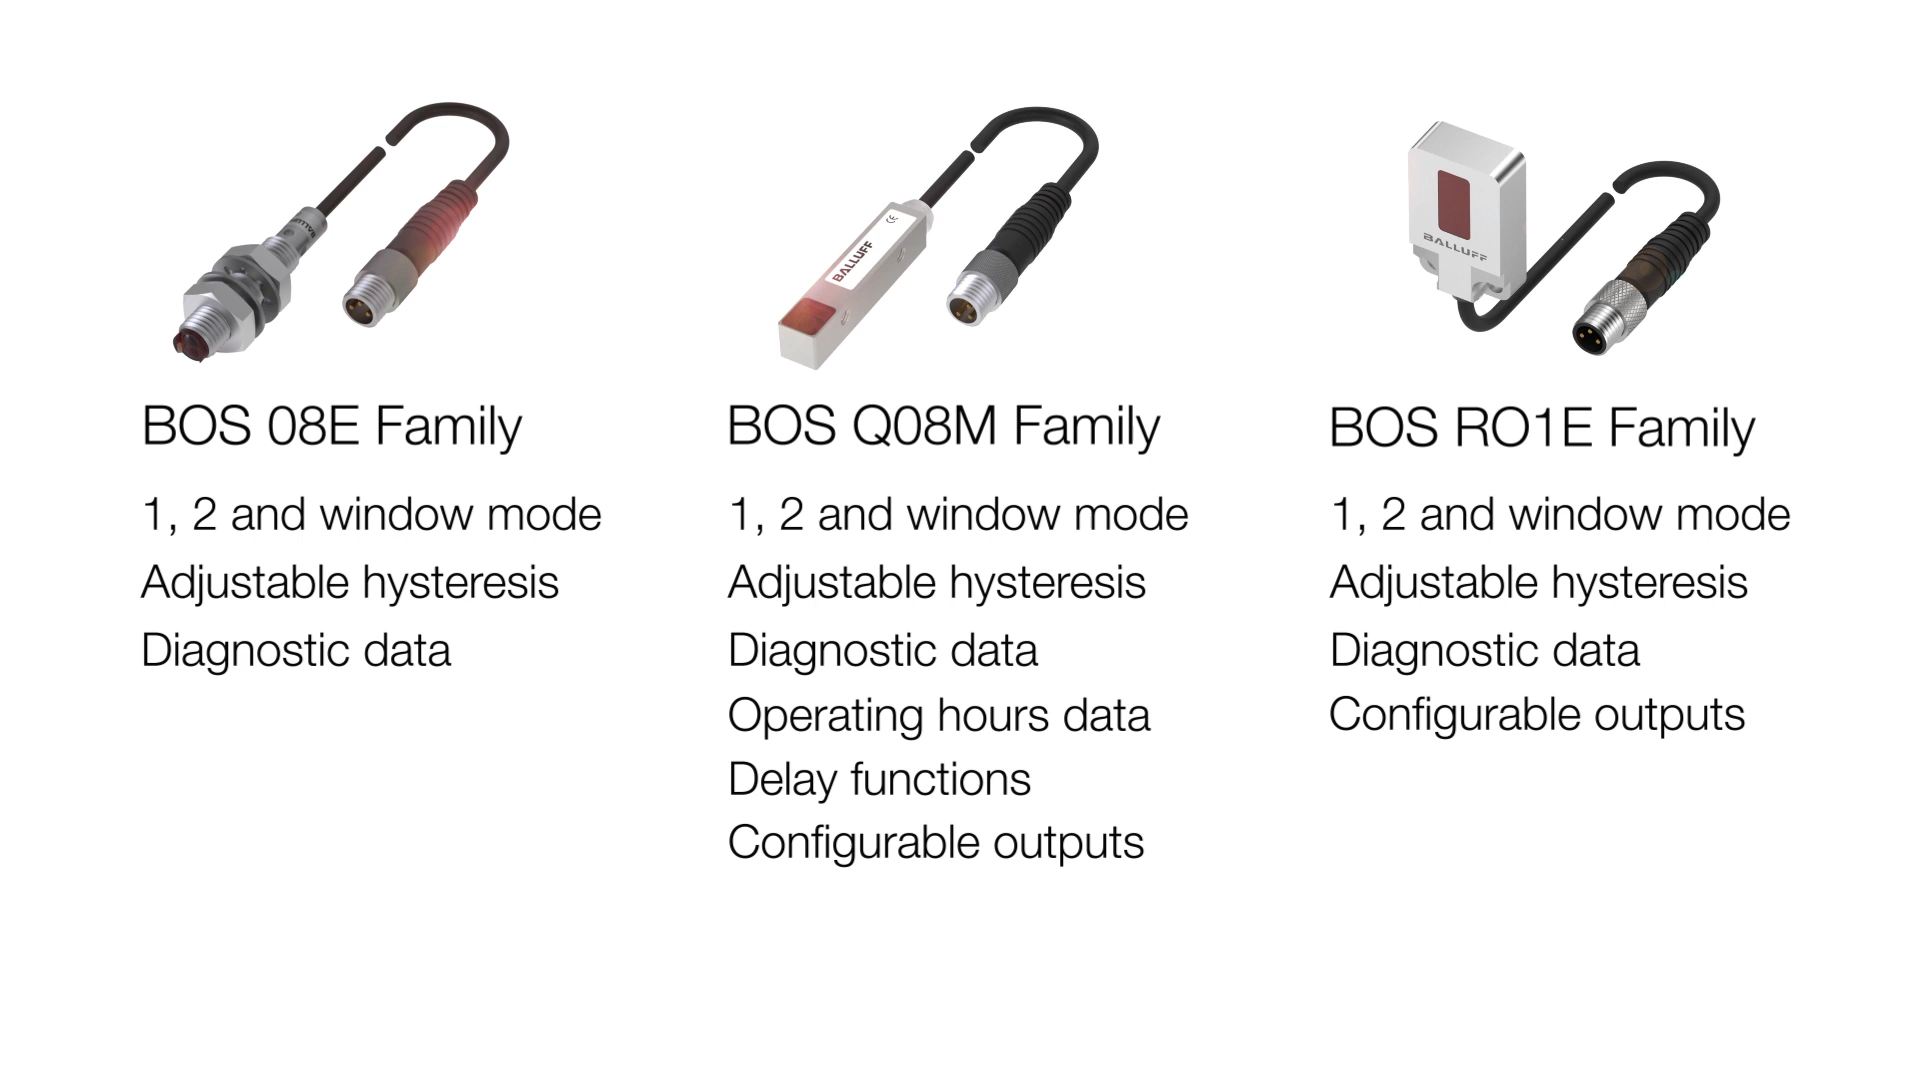 BALLUFF
BALLUFF
CE
BALLUFF
BOS 08E Family
1, 2 and window mode
Adjustable hysteresis
Diagnostic data
BOS Q08M Family
1, 2 and window mode
Adjustable hysteresis
Diagnostic data
Operating hours data
Delay functions
Configurable outputs
BOS RO1E Family
1, 2 and window mode
Adjustable hysteresis
Diagnostic data
Configurable outputs